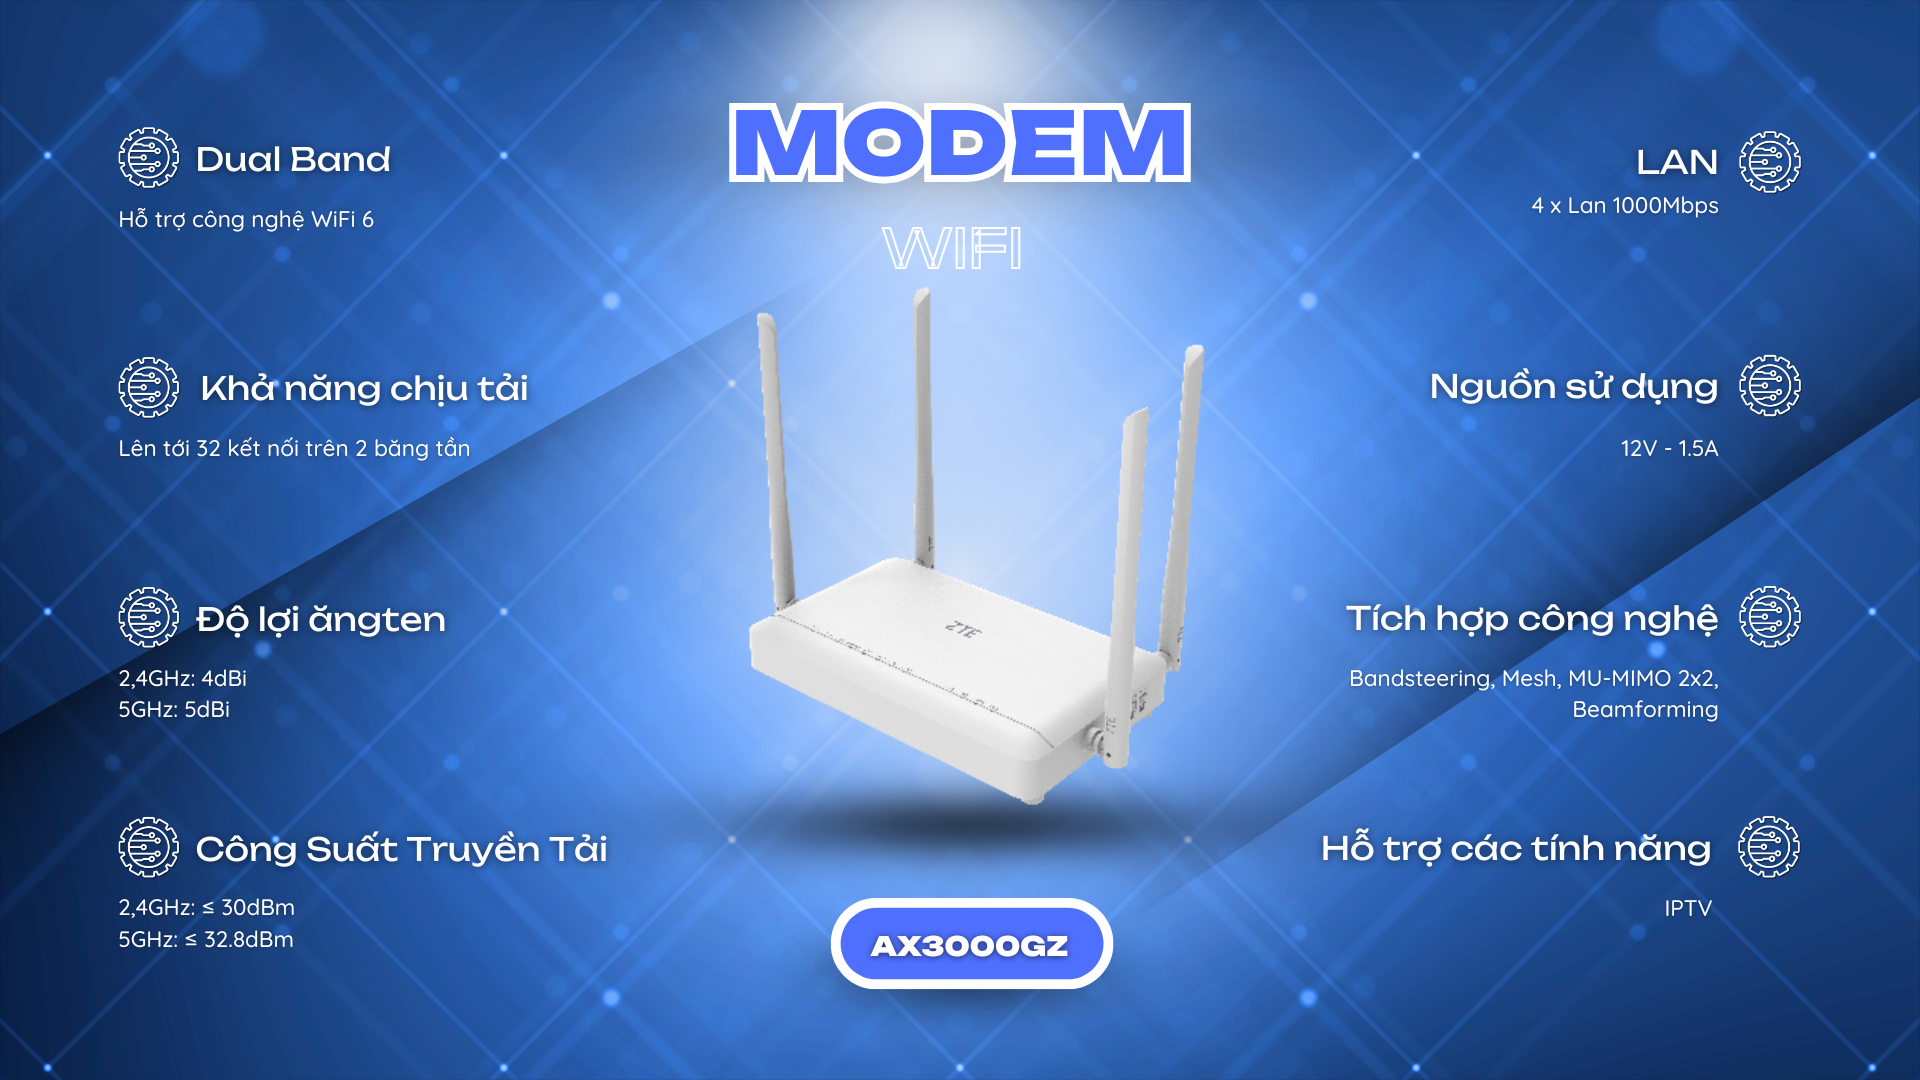 MODEM
WIFI
Dual Band
Hỗ trợ công nghệ WiFi 6
Khả năng chịu tải
Lên tới 32 kết nối trên 2 băng tần
Độ lợi ăngten
2,4GHz: 4dBi
5GHz: 5dBi
Công Suất Truyền Tải
2,4GHz: ≤ 30dBm
5GHz: ≤ 32.8dBm
LAN
4 x Lan 1000Mbps
Nguồn sử dụng
12V - 1.5A
Tích hợp công nghệ
Bandsteering, Mesh, MU-MIMO 2x2,
Beamforming
Hỗ trợ các tính năng
IPTV
ZTE
AX3000GZ